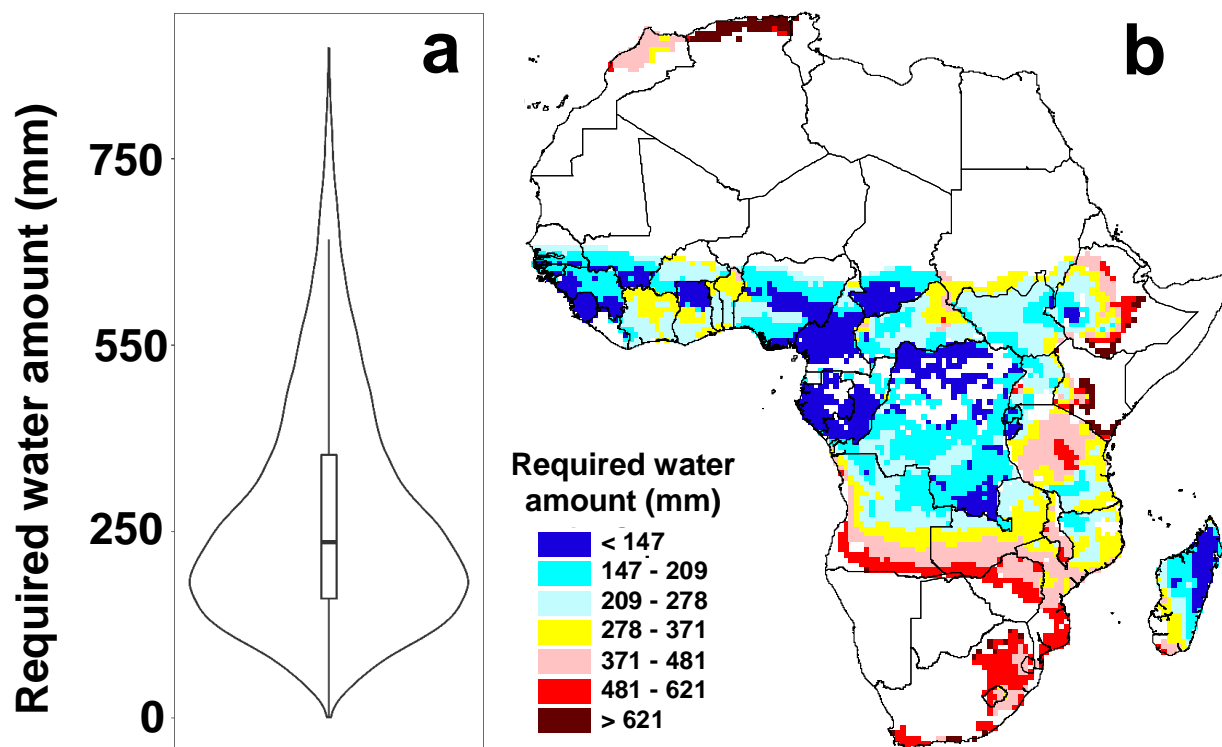 Required water amount (mm)
a
750
550
250
0
b
Required water
amount (mm)
< 147
147 - 209
209 - 278
278 - 371
371 - 481
481 - 621
> 621